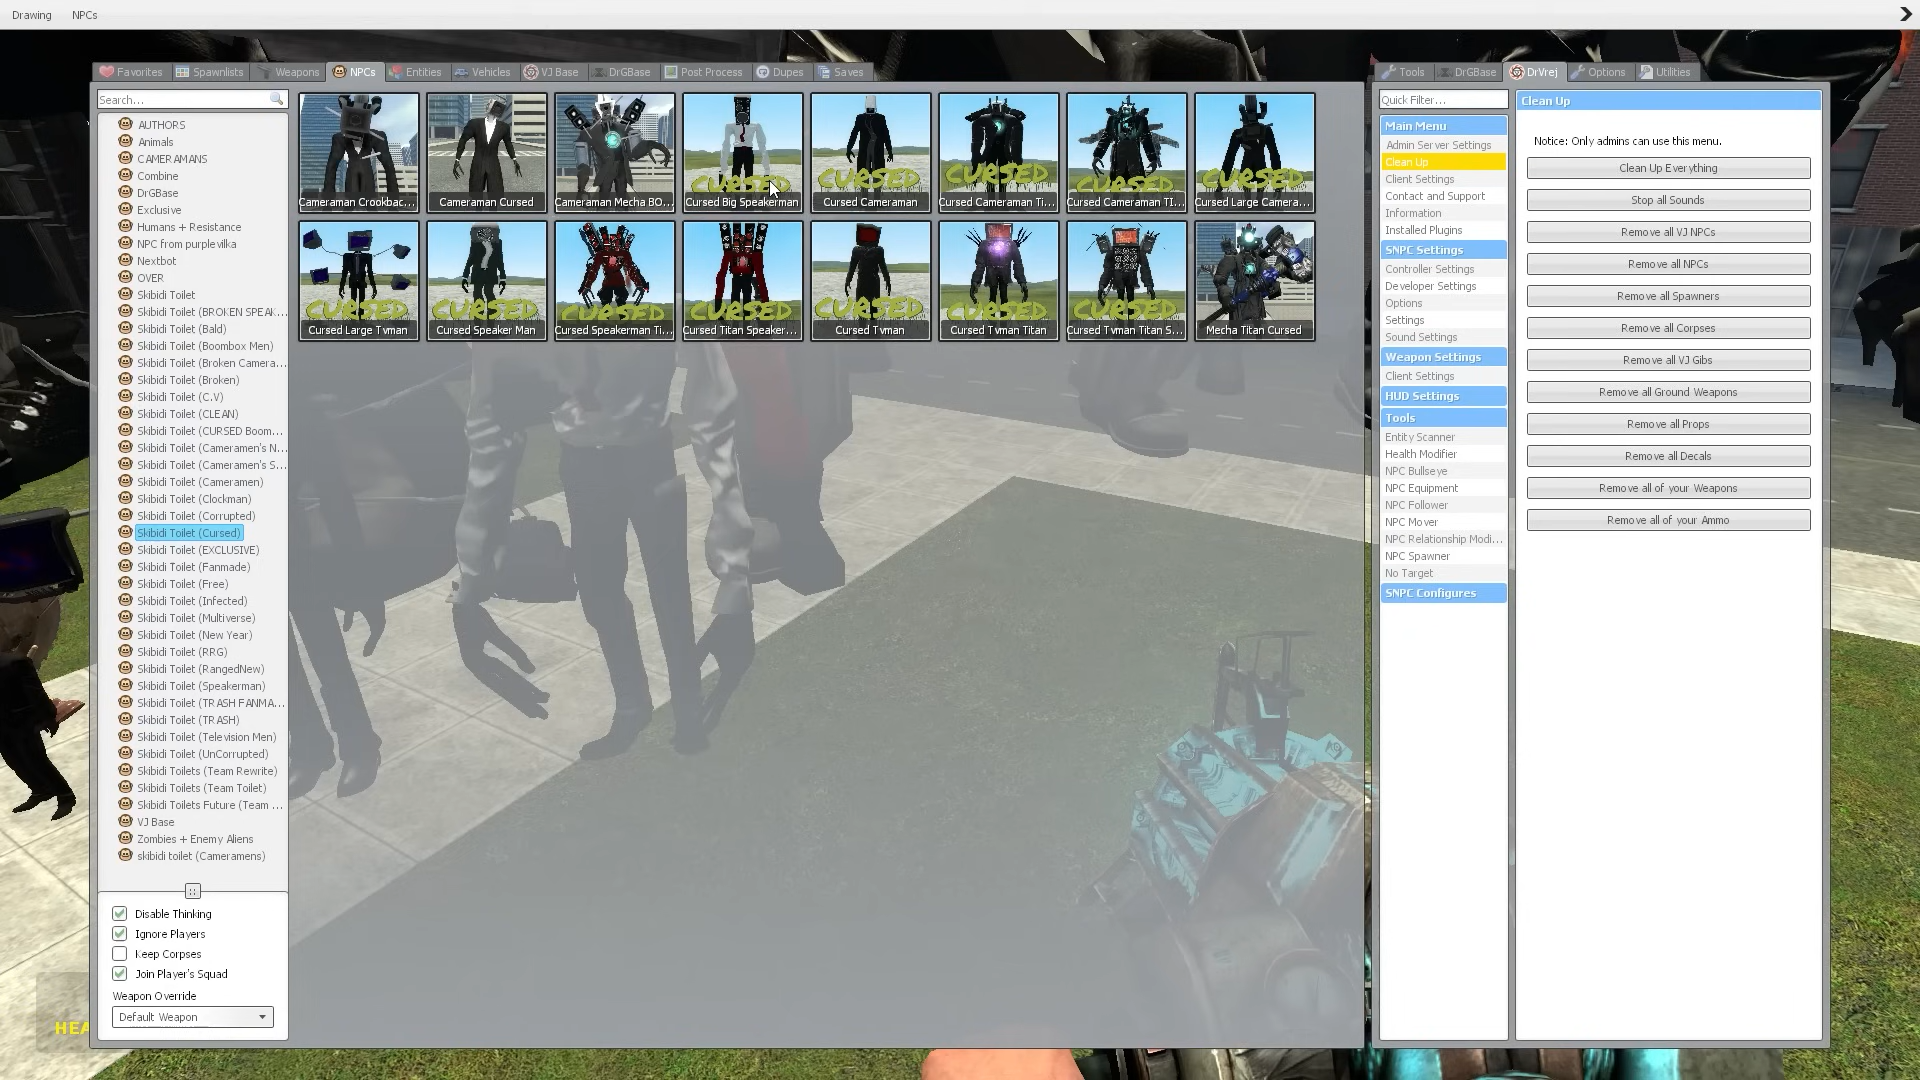 Drawing NPCs
Favorites Spawnlists Weapons NPCs Entities Vehicles VJ Base DrGBase Post Process Dupes Saves
Tools DrGBase DrVrej Options Utilities
Search...
AUTHORS
Animals
CAMERAMANS
Combine
DrGBase
Exclusive
Humans + Resistance
NPC from purplevilka
Nextbot
OVER
Skibidi Toilet
Skibidi Toilet (BROKEN SPEAK...
Skibidi Toilet (Bald)
Skibidi Toilet (Boombox Men)
Skibidi Toilet (Broken Camera...
Skibidi Toilet (Broken)
Skibidi Toilet (C.V)
Skibidi Toilet (CLEAN)
Skibidi Toilet (CURSED Boom...
Skibidi Toilet (Cameramen's N...
Skibidi Toilet (Cameramen's S...
Skibidi Toilet (Cameramen)
Skibidi Toilet (Clockman)
Skibidi Toilet (Corrupted)
Skibidi Toilet (Cursed)
Skibidi Toilet (EXCLUSIVE)
Skibidi Toilet (Fanmade)
Skibidi Toilet (Free)
Skibidi Toilet (Infected)
Skibidi Toilet (Multiverse)
Skibidi Toilet (New Year)
Skibidi Toilet (RRG)
Skibidi Toilet (RangedNew)
Skibidi Toilet (Speakerman)
Skibidi Toilet (TRASH FANMA...
Skibidi Toilet (TRASH)
Skibidi Toilet (Television Men)
Skibidi Toilet (UnCorrupted)
Skibidi Toilets (Team Rewrite)
Skibidi Toilets (Team Toilet)
Skibidi Toilets Future (Team ...
VJ Base
Zombies + Enemy Aliens
skibidi toilet (Cameramens)
Disable Thinking
Ignore Players
Keep Corpses
Join Player's Squad
Weapon Override
Default Weapon
HEA
CURSED CURSED CURSED CURSED CURSED
Cameraman Crookbac... Cameraman Cursed Cameraman Mecha BO... Cursed Big Speakerman Cursed Cameraman Cursed Cameraman Ti... Cursed Cameraman TI... Cursed Large Camera...
CURSED CURSED CURSED CURSED CURSED CURSED CURSED
Cursed Large Tvman Cursed Speaker Man Cursed Speakerman Ti... Cursed Titan Speaker... Cursed Tvman Cursed Tvman Titan Cursed Tvman Titan S... Mecha Titan Cursed
Quick Filter...
Main Menu
Admin Server Settings
Clean Up
Client Settings
Contact and Support
Information
Installed Plugins
SNPC Settings
Controller Settings
Developer Settings
Options
Settings
Sound Settings
Weapon Settings
Client Settings
HUD Settings
Tools
Entity Scanner
Health Modifier
NPC Bullseye
NPC Equipment
NPC Follower
NPC Mover
NPC Relationship Modi...
NPC Spawner
No Target
SNPC Configures
Clean Up
Notice: Only admins can use this menu.
Clean Up Everything
Stop all Sounds
Remove all VJ NPCs
Remove all NPCs
Remove all Spawners
Remove all Corpses
Remove all VJ Gibs
Remove all Ground Weapons
Remove all Props
Remove all Decals
Remove all of your Weapons
Remove all of your Ammo